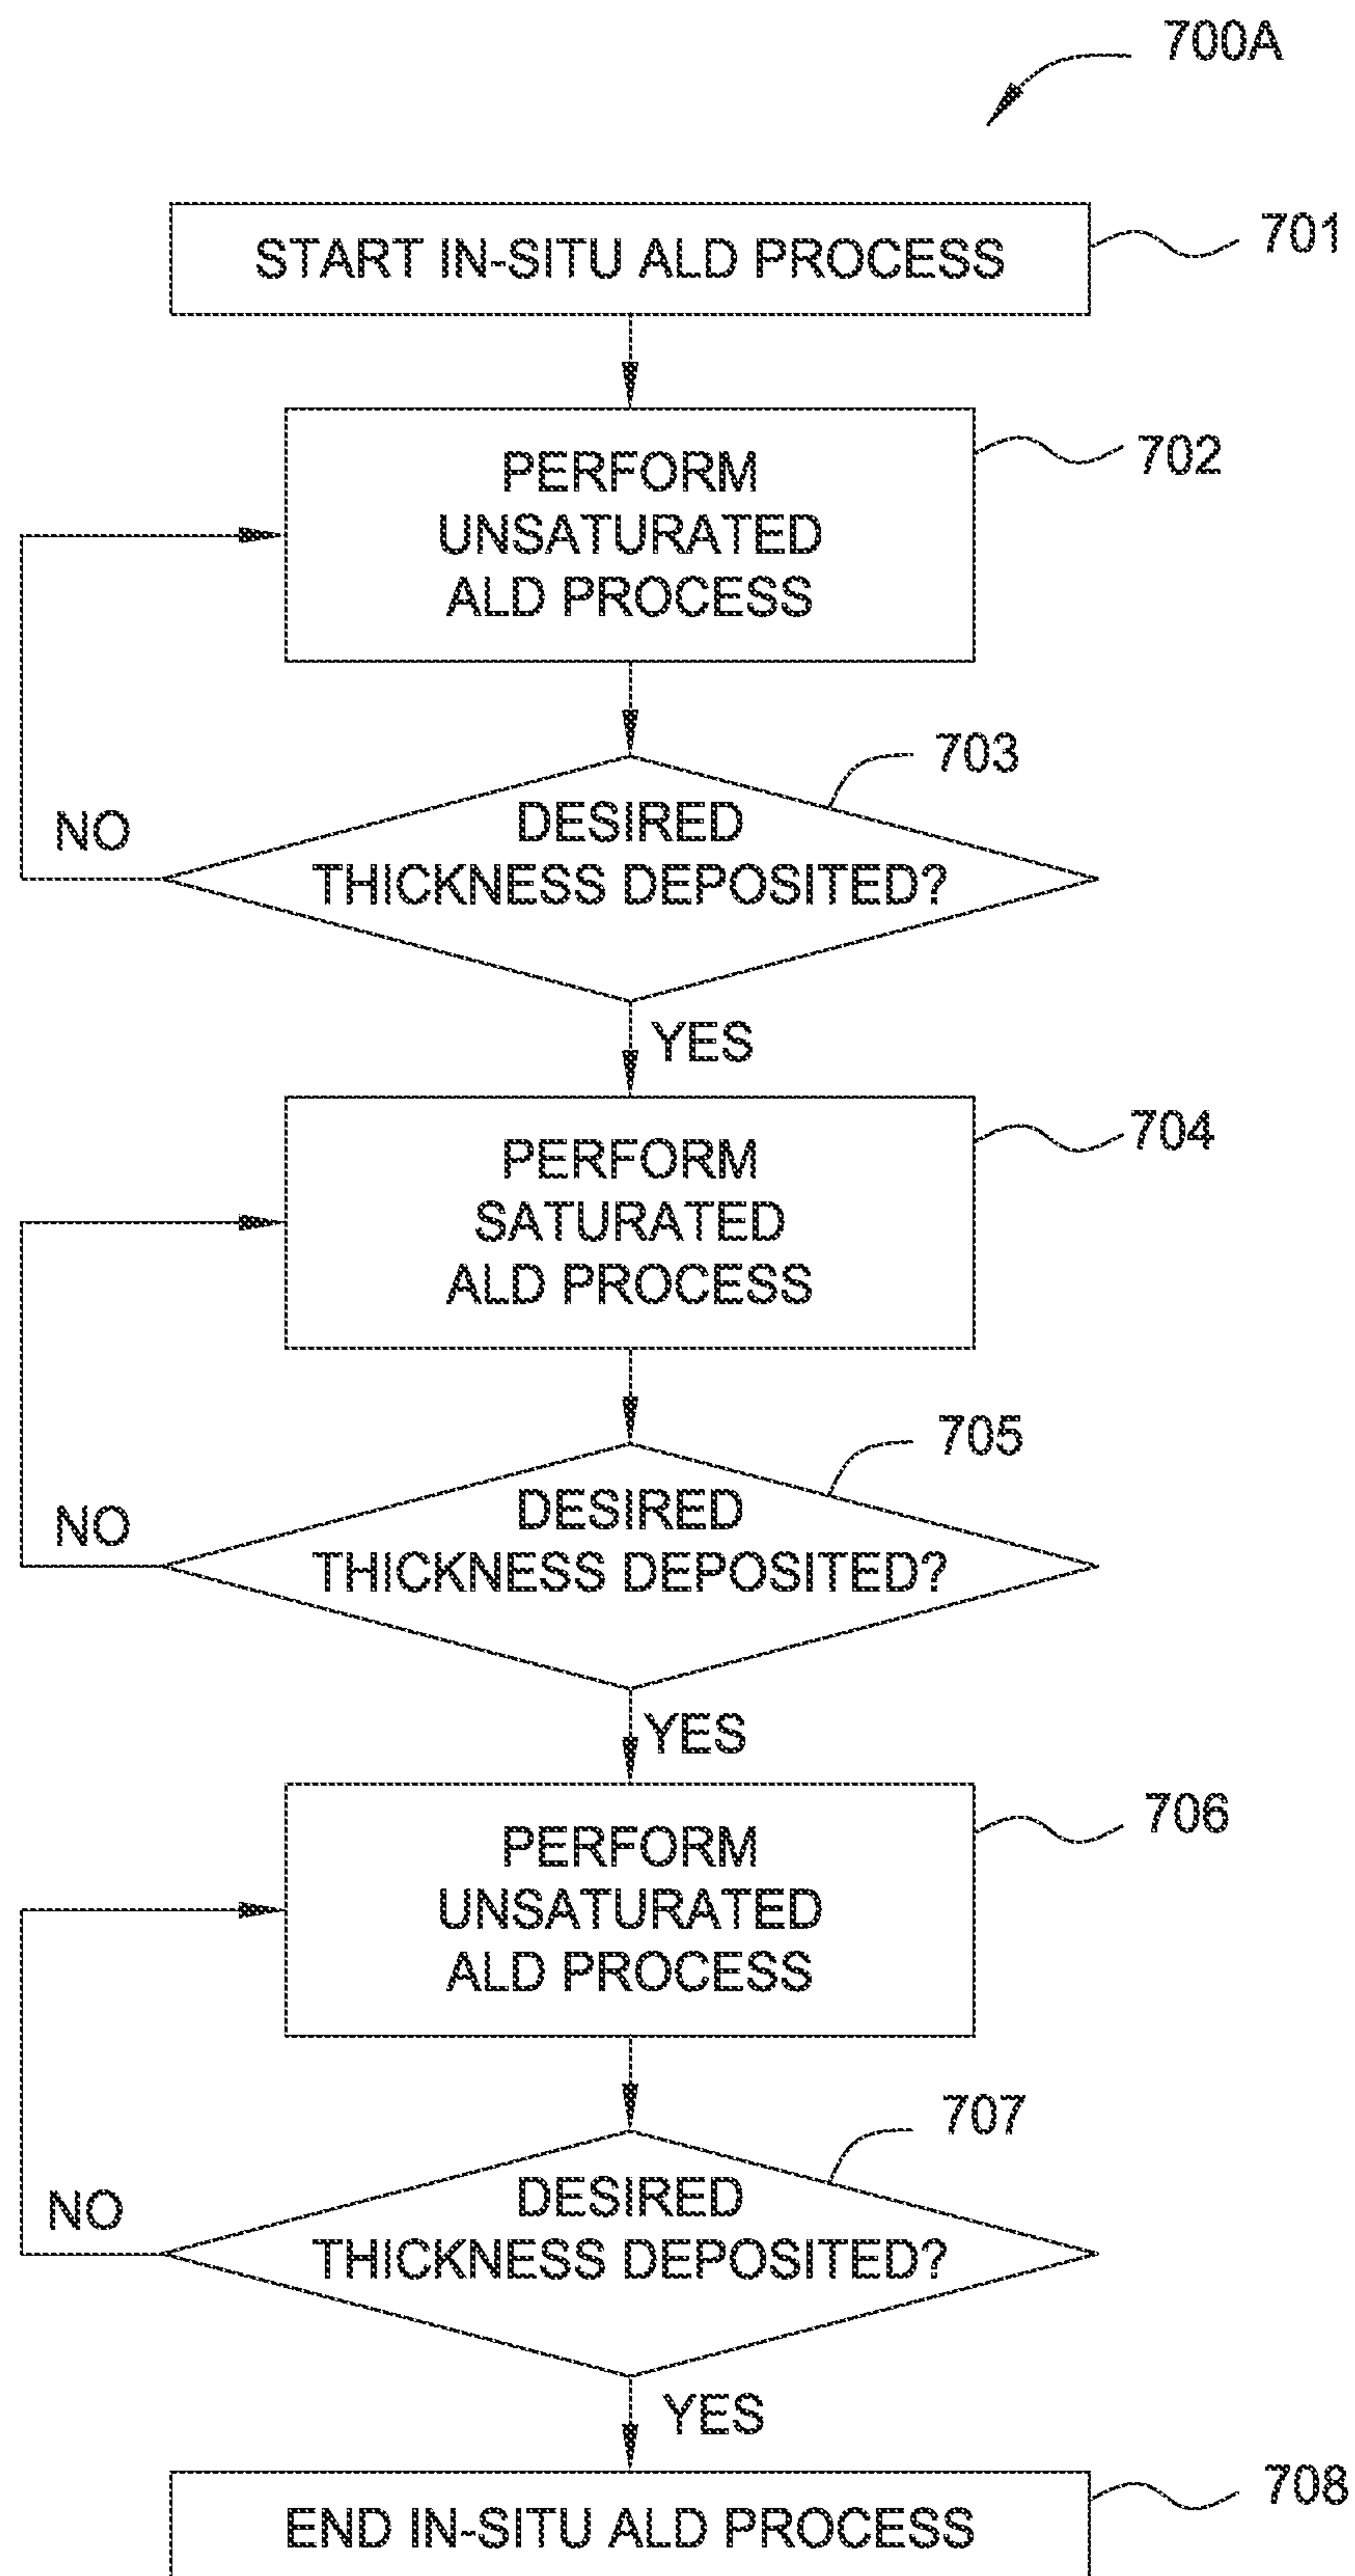 700A
START IN-SITU ALD PROCESS
701
PERFORM
UNSATURATED
ALD PROCESS
702
703
DESIRED
THICKNESS DEPOSITED?
NO
YES
PERFORM
SATURATED
ALD PROCESS
704
705
DESIRED
THICKNESS DEPOSITED?
NO
YES
PERFORM
UNSATURATED
ALD PROCESS
706
707
DESIRED
THICKNESS DEPOSITED?
NO
YES
END IN-SITU ALD PROCESS
708